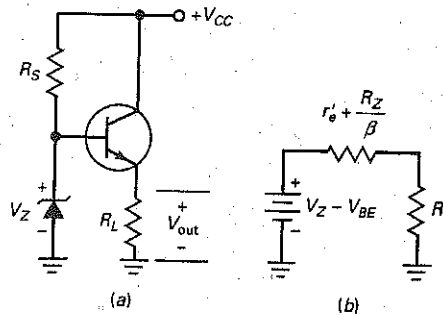 +V_CC
R_S
V_Z
+
−
R_L
+
V_out
−
(a)
r'_e + R_Z/β
+
−
V_Z − V_BE
R
(b)